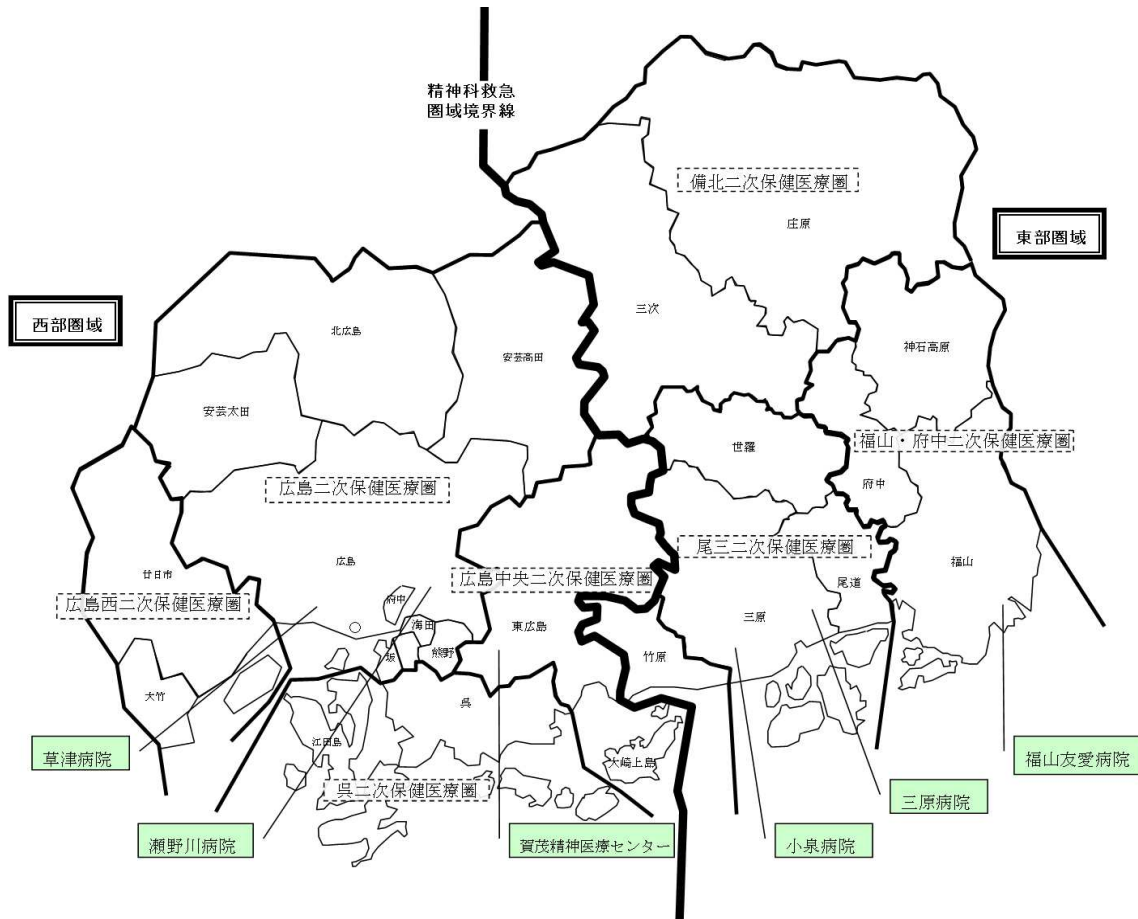 精神科救急
圏域境界線
備北二次保健医療圏
庄原
東部圏域
西部圏域
三次
北広島
安芸高田
神石高原
安芸太田
世羅
福山・府中二次保健医療圏
府中
広島二次保健医療圏
尾三二次保健医療圏
広島
福山
廿日市
広島中央二次保健医療圏
尾道
広島西二次保健医療圏
府中
海田
東広島
三原
坂
熊野
竹原
大竹
呉
江田島
大崎上島
草津病院
福山友愛病院
呉二次保健医療圏
三原病院
瀬野川病院
賀茂精神医療センター
小泉病院